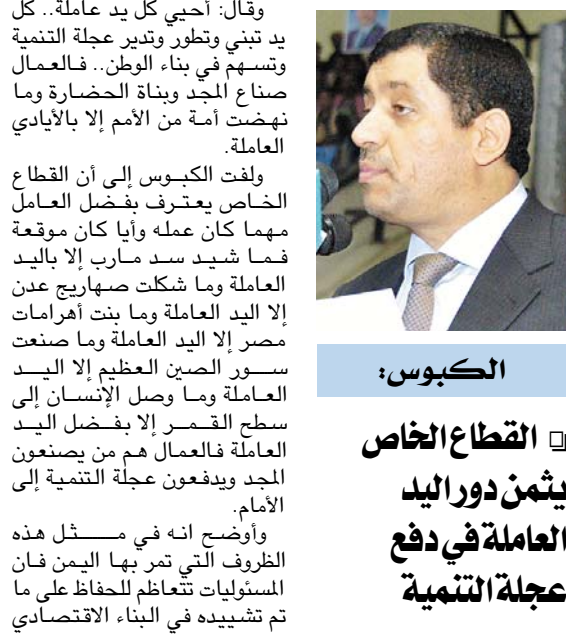 الكبوس:
❏ القطاع الخاص
يثمن دور اليد
العاملة في دفع
عجلة التنمية
وقال: أحيي كل يد عاملة.. كل
يد تبني وتطور وتدير عجلة التنمية
وتسهم في بناء الوطن.. فالعمال
صناع المجد وبناة الحضارة وما
نهضت أمة من الأمم إلا بالأيادي
العاملة.
ولفت الكبوس إلى أن القطاع
الخاص يعترف بفضل العامل
مهما كان عمله وأيا كان موقعة
فما شيد سد مارب إلا باليد
العاملة وما شكلت صهاريج عدن
إلا اليد العاملة وما بنت أهرامات
مصر إلا اليد العاملة وما صنعت
سور الصين العظيم إلا اليد
العاملة وما وصل الإنسان إلى
سطح القمر إلا بفضل اليد
العاملة فالعمال هم من يصنعون
المجد ويدفعون عجلة التنمية إلى
الأمام.
وأوضح انه في مثل هذه
الظروف التي تمر بها اليمن فان
المسئوليات تتعاظم للحفاظ على ما
تم تشييده في البناء الاقتصادي